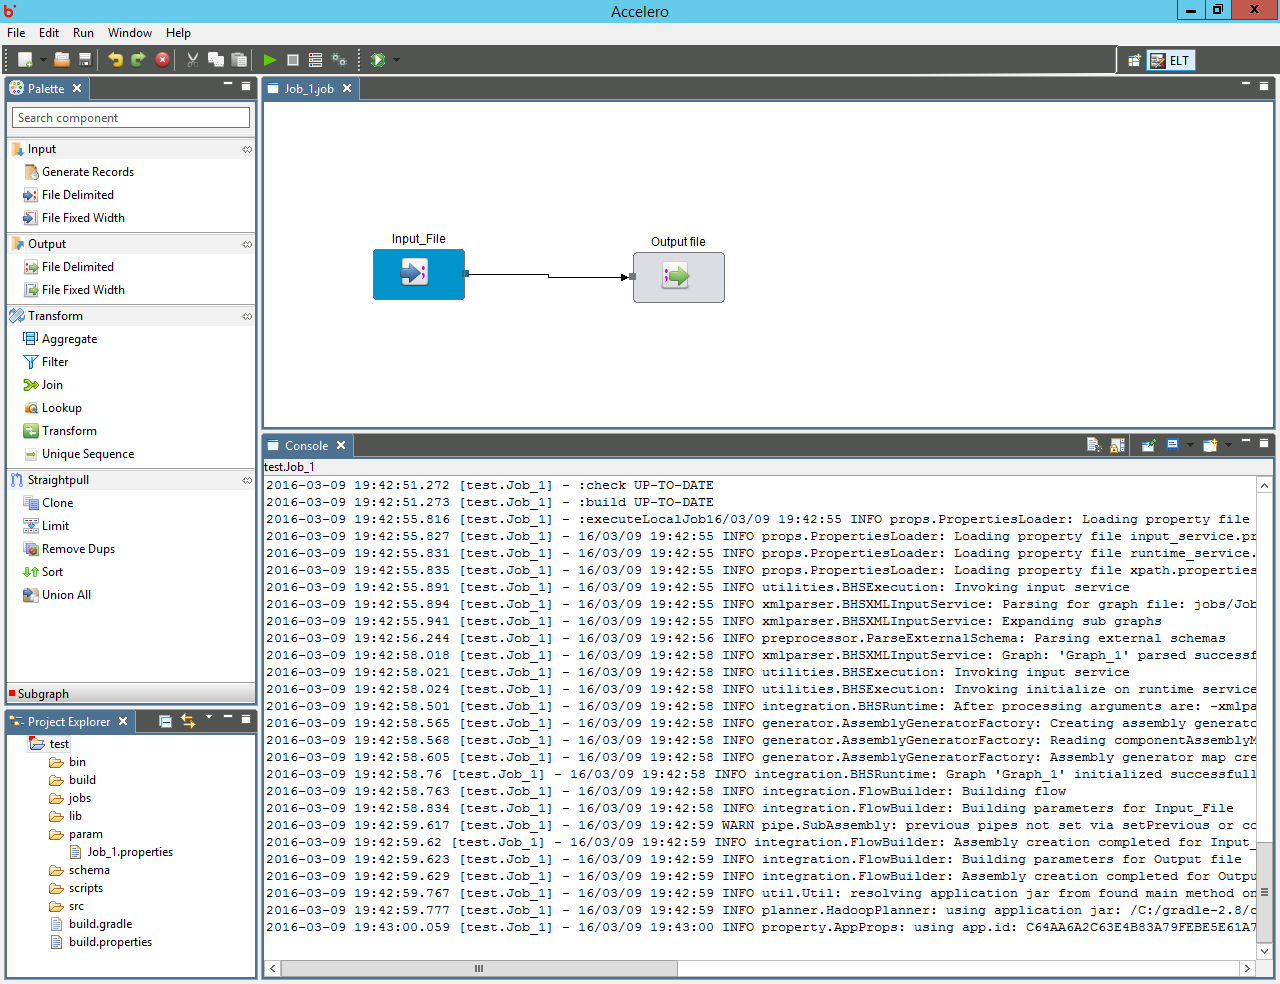 Accelero
File Edit Run Window Help
ELT
Palette
Search component
Input
Generate Records
File Delimited
File Fixed Width
Output
File Delimited
File Fixed Width
Transform
Aggregate
Filter
Join
Lookup
Transform
Unique Sequence
Straightpull
Clone
Limit
Remove Dups
Sort
Union All
Subgraph
Project Explorer
test
bin
build
jobs
lib
param
Job_1.properties
schema
scripts
src
build.gradle
build.properties
Job_1.job
Input_File
Output file
Console
test.Job_1
2016-03-09 19:42:51.272 [test.Job_1] - :check UP-TO-DATE
2016-03-09 19:42:51.273 [test.Job_1] - :build UP-TO-DATE
2016-03-09 19:42:55.816 [test.Job_1] - :executeLocalJob16/03/09 19:42:55 INFO props.PropertiesLoader: Loading property file
2016-03-09 19:42:55.827 [test.Job_1] - 16/03/09 19:42:55 INFO props.PropertiesLoader: Loading property file input_service.pr
2016-03-09 19:42:55.831 [test.Job_1] - 16/03/09 19:42:55 INFO props.PropertiesLoader: Loading property file runtime_service.
2016-03-09 19:42:55.835 [test.Job_1] - 16/03/09 19:42:55 INFO props.PropertiesLoader: Loading property file xpath.properties
2016-03-09 19:42:55.891 [test.Job_1] - 16/03/09 19:42:55 INFO utilities.BHSExecution: Invoking input service
2016-03-09 19:42:55.894 [test.Job_1] - 16/03/09 19:42:55 INFO xmlparser.BHSXMLInputService: Parsing for graph file: jobs/Job
2016-03-09 19:42:55.941 [test.Job_1] - 16/03/09 19:42:55 INFO xmlparser.BHSXMLInputService: Expanding sub graphs
2016-03-09 19:42:56.244 [test.Job_1] - 16/03/09 19:42:56 INFO preprocessor.ParseExternalSchema: Parsing external schemas
2016-03-09 19:42:58.018 [test.Job_1] - 16/03/09 19:42:58 INFO xmlparser.BHSXMLInputService: Graph: 'Graph_1' parsed successf
2016-03-09 19:42:58.021 [test.Job_1] - 16/03/09 19:42:58 INFO utilities.BHSExecution: Invoking input service
2016-03-09 19:42:58.024 [test.Job_1] - 16/03/09 19:42:58 INFO utilities.BHSExecution: Invoking initialize on runtime service
2016-03-09 19:42:58.501 [test.Job_1] - 16/03/09 19:42:58 INFO integration.BHSRuntime: After processing arguments are: -xmlpa
2016-03-09 19:42:58.565 [test.Job_1] - 16/03/09 19:42:58 INFO generator.AssemblyGeneratorFactory: Creating assembly generato
2016-03-09 19:42:58.568 [test.Job_1] - 16/03/09 19:42:58 INFO generator.AssemblyGeneratorFactory: Reading componentAssemblyM
2016-03-09 19:42:58.605 [test.Job_1] - 16/03/09 19:42:58 INFO generator.AssemblyGeneratorFactory: Assembly generator map cre
2016-03-09 19:42:58.76 [test.Job_1] - 16/03/09 19:42:58 INFO integration.BHSRuntime: Graph 'Graph_1' initialized successfull
2016-03-09 19:42:58.763 [test.Job_1] - 16/03/09 19:42:58 INFO integration.FlowBuilder: Building flow
2016-03-09 19:42:58.834 [test.Job_1] - 16/03/09 19:42:58 INFO integration.FlowBuilder: Building parameters for Input_File
2016-03-09 19:42:59.617 [test.Job_1] - 16/03/09 19:42:59 WARN pipe.SubAssembly: previous pipes not set via setPrevious or co
2016-03-09 19:42:59.62 [test.Job_1] - 16/03/09 19:42:59 INFO integration.FlowBuilder: Assembly creation completed for Input_
2016-03-09 19:42:59.623 [test.Job_1] - 16/03/09 19:42:59 INFO integration.FlowBuilder: Building parameters for Output file
2016-03-09 19:42:59.629 [test.Job_1] - 16/03/09 19:42:59 INFO integration.FlowBuilder: Assembly creation completed for Outpu
2016-03-09 19:42:59.767 [test.Job_1] - 16/03/09 19:42:59 INFO util.Util: resolving application jar from found main method on
2016-03-09 19:42:59.777 [test.Job_1] - 16/03/09 19:42:59 INFO planner.HadoopPlanner: using application jar: /C:/gradle-2.8/c
2016-03-09 19:43:00.059 [test.Job_1] - 16/03/09 19:43:00 INFO property.AppProps: using app.id: C64AA6A2C63E4B83A79FEBE5E61A7